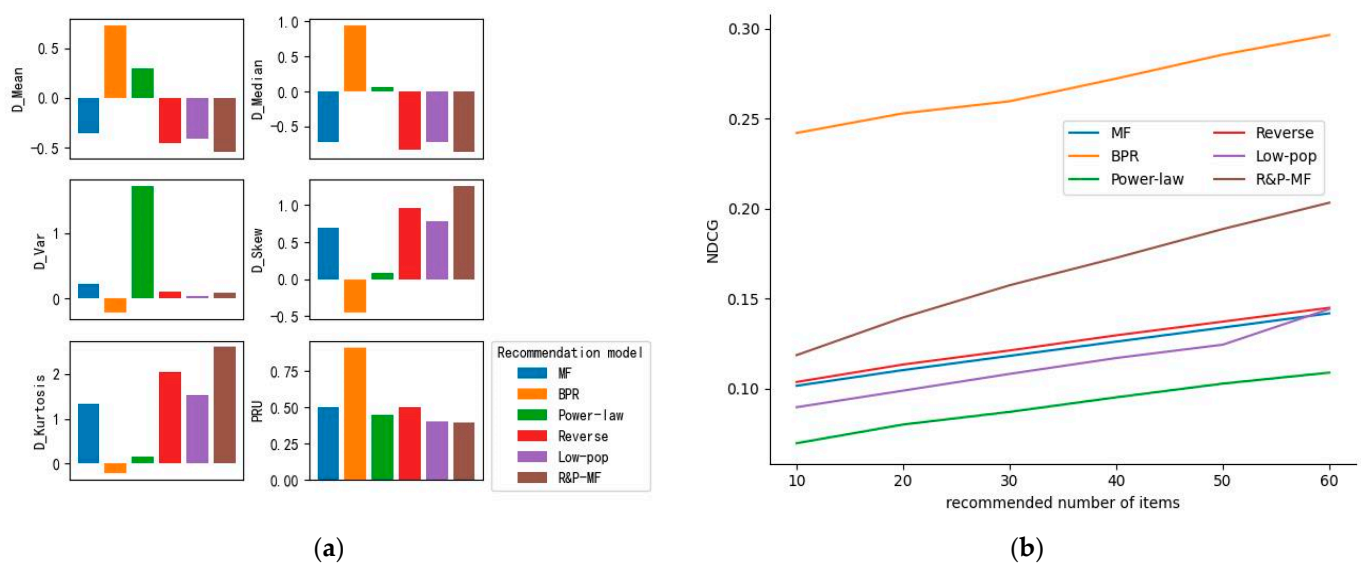 D_Mean
0.5
0.0
−0.5
D_Median
1.0
0.5
0.0
−0.5
D_Var
1
0
D_Skew
1.0
0.5
0.0
−0.5
D_Kurtosis
2
1
0
PRU
0.75
0.50
0.25
0.00
Recommendation model
MF
BPR
Power-law
Reverse
Low-pop
R&P-MF
(a)
NDCG
0.30
0.25
0.20
0.15
0.10
MF
BPR
Power-law
Reverse
Low-pop
R&P-MF
10 20 30 40 50 60
recommended number of items
(b)